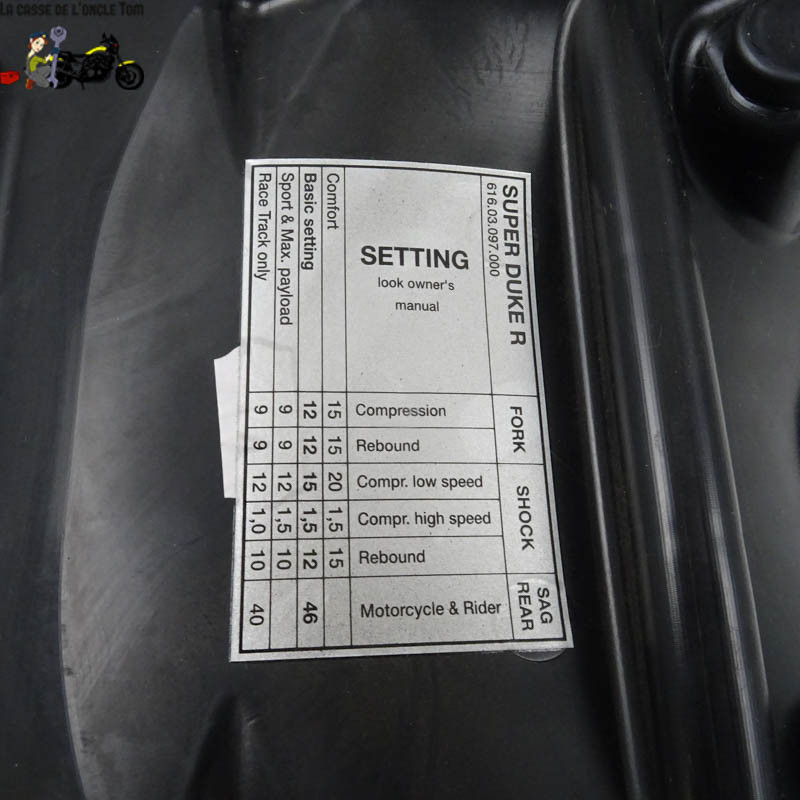 LA CASSE DE L'ONCLE TOM
SUPER DUKE R
616.03.097.000
FORK
SHOCK
SAG
REAR
SETTING
look owner's
manual
Compression
Rebound
Compr. low speed
Compr. high speed
Rebound
Motorcycle & Rider
Comfort 15 15 20 1,5 15
Basic setting 12 12 15 1,5 12 46
Sport & Max. payload 9 9 12 1,5 10
Race Track only 9 9 12 1,0 10 40